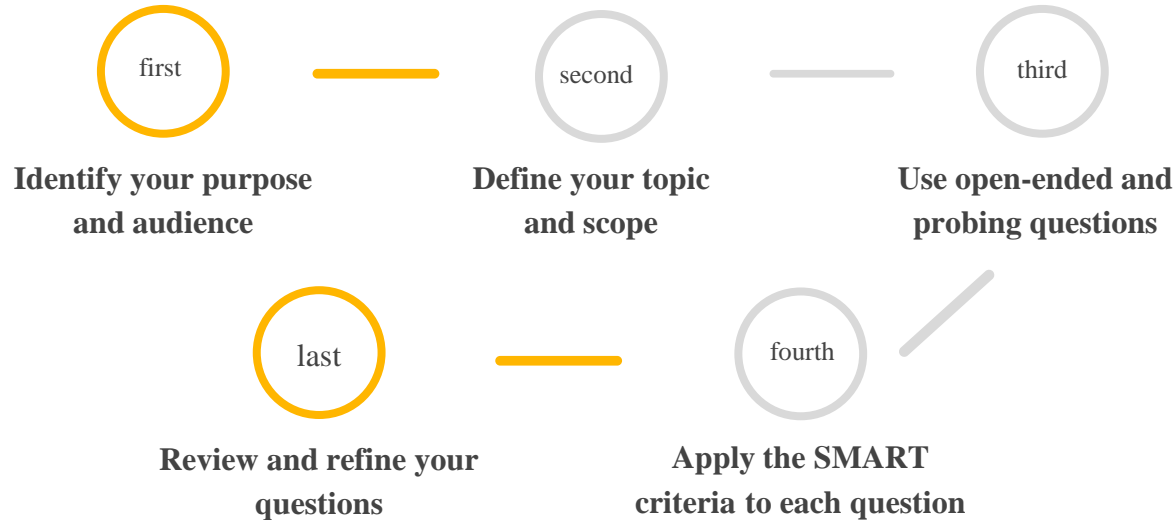 first
second
third
Identify your purpose
and audience
Define your topic
and scope
Use open-ended and
probing questions
last
fourth
Review and refine your
questions
Apply the SMART
criteria to each question